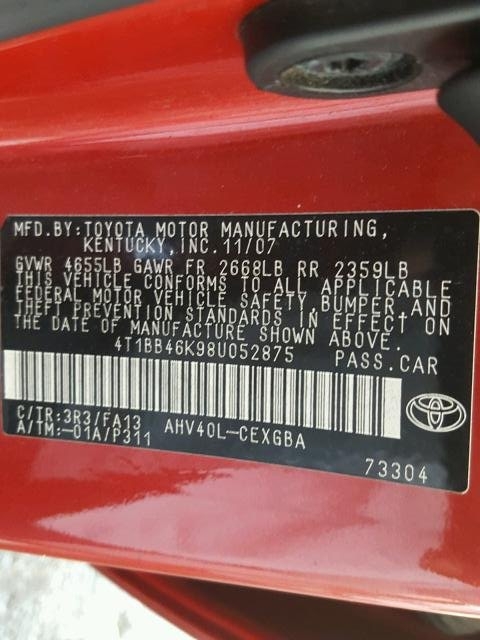 MFD.BY:TOYOTA MOTOR MANUFACTURING,
KENTUCKY,INC.11/07
GVWR 4655LB GAWR FR 2668LB RR 2359LB
THIS VEHICLE CONFORMS TO ALL APPLICABLE
FEDERAL MOTOR VEHICLE SAFETY BUMPER,AND
THEFT PREVENTION STANDARDS IN EFFECT ON
THE DATE OF MANUFACTURE SHOWN ABOVE.
4T1BB46K98U052875 PASS.CAR
C/TR:3R3/FA13
A/TM:-01A/P311 AHV40L-CEXGBA
73304